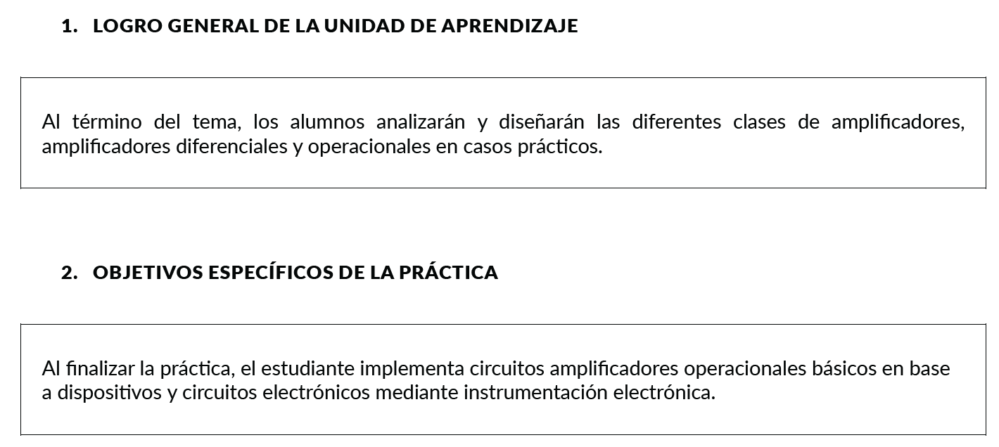 1. LOGRO GENERAL DE LA UNIDAD DE APRENDIZAJE
Al término del tema, los alumnos analizarán y diseñarán las diferentes clases de amplificadores,
amplificadores diferenciales y operacionales en casos prácticos.
2. OBJETIVOS ESPECÍFICOS DE LA PRÁCTICA
Al finalizar la práctica, el estudiante implementa circuitos amplificadores operacionales básicos en base
a dispositivos y circuitos electrónicos mediante instrumentación electrónica.